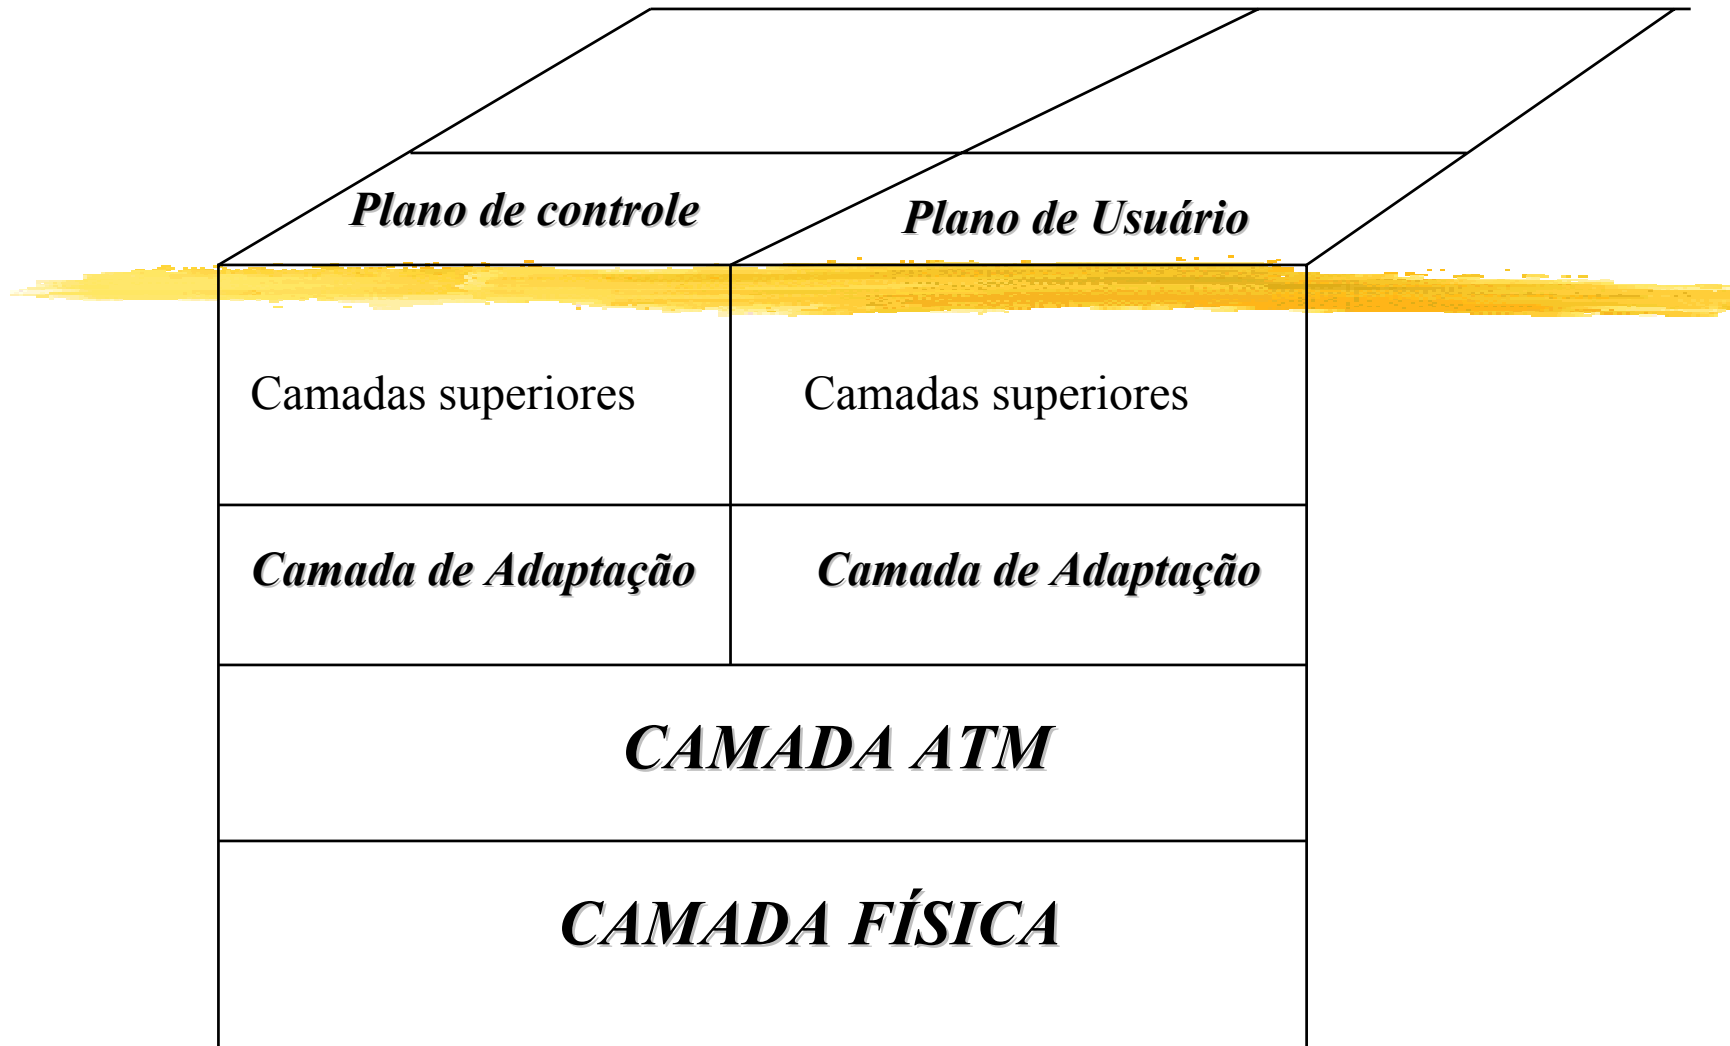 Plano de controle
Plano de Usuário
Camadas superiores
Camadas superiores
Camada de Adaptação
Camada de Adaptação
CAMADA ATM
CAMADA FÍSICA